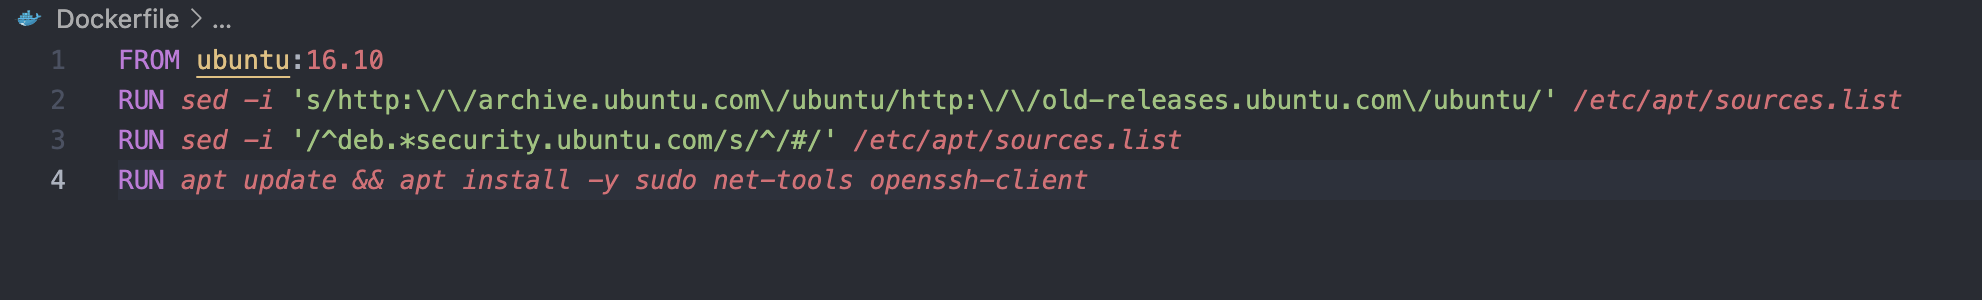 Dockerfile > ...
1 FROM ubuntu:16.10
2 RUN sed -i 's/http:\/\/archive.ubuntu.com\/ubuntu/http:\/\/old-releases.ubuntu.com\/ubuntu/' /etc/apt/sources.list
3 RUN sed -i '/^deb.*security.ubuntu.com/s/^/#/' /etc/apt/sources.list
4 RUN apt update && apt install -y sudo net-tools openssh-client